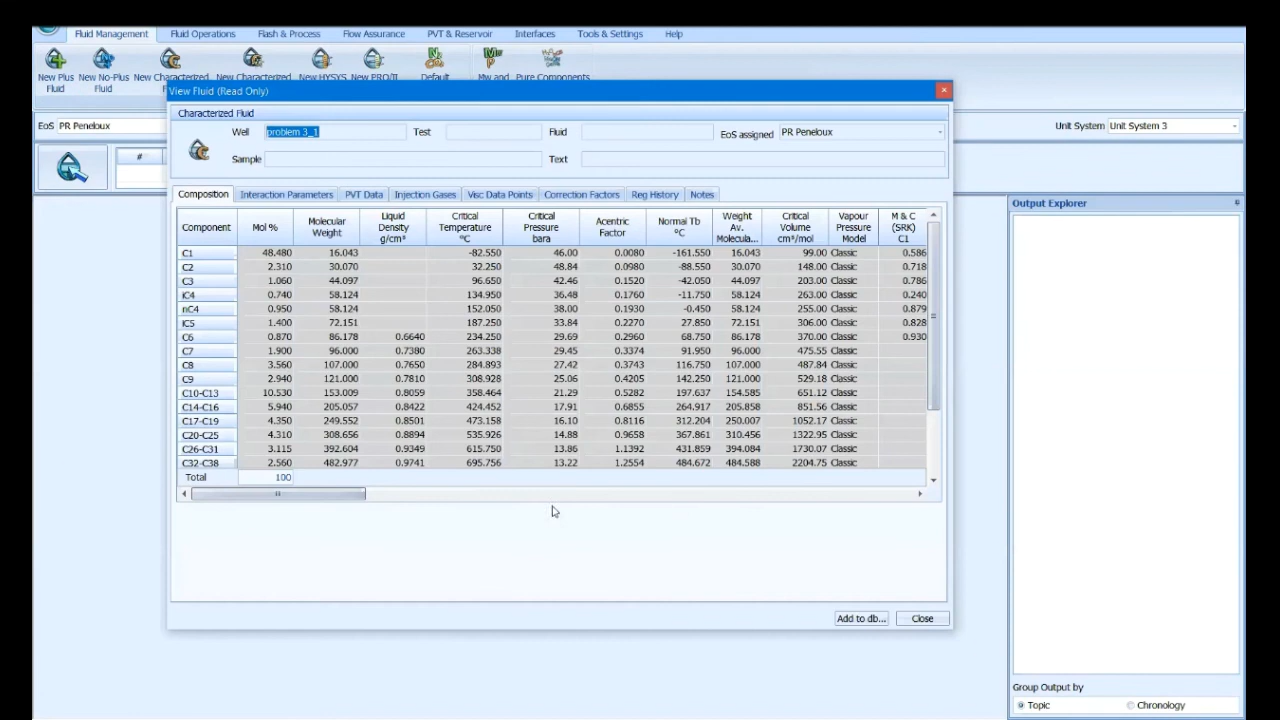 Fluid Management Fluid Operations Flash & Process Flow Assurance PVT & Reservoir Interfaces Tools & Settings Help
New Plus New No-Plus New Characterized New Characterized New HYSYS New PRO/II Default Mw and Pure Components
Fluid Fluid
View Fluid (Read Only)
Characterized Fluid
EoS PR Peneloux
Unit System Unit System 3
Well problem 3_1 Test Fluid EoS assigned PR Peneloux
Sample Text
#
Composition Interaction Parameters PVT Data Injection Gases Visc Data Points Correction Factors Reg History Notes
Output Explorer
Component Mol % Molecular Weight Liquid Density g/cm³ Critical Temperature °C Critical Pressure bara Acentric Factor Normal Tb °C Weight Av. Molecula... Critical Volume cm³/mol Vapour Pressure Model M & C (SRK) C1
C1 48.480 16.043 -82.550 46.00 0.0080 -161.550 16.043 99.00 Classic 0.586
C2 2.310 30.070 32.250 48.84 0.0980 -88.550 30.070 148.00 Classic 0.718
C3 1.060 44.097 96.650 42.46 0.1520 -42.050 44.097 203.00 Classic 0.786
iC4 0.740 58.124 134.950 36.48 0.1760 -11.750 58.124 263.00 Classic 0.240
nC4 0.950 58.124 152.050 38.00 0.1930 -0.450 58.124 255.00 Classic 0.879
iC5 1.400 72.151 187.250 33.84 0.2270 27.850 72.151 306.00 Classic 0.828
C6 0.870 86.178 0.6640 234.250 29.69 0.2960 68.750 86.178 370.00 Classic 0.930
C7 1.900 96.000 0.7380 263.338 29.45 0.3374 91.950 96.000 475.55 Classic
C8 3.560 107.000 0.7650 284.893 27.42 0.3743 116.750 107.000 487.84 Classic
C9 2.940 121.000 0.7810 308.928 25.06 0.4205 142.250 121.000 529.18 Classic
C10-C13 10.530 153.009 0.8059 358.464 21.29 0.5282 197.637 154.585 651.12 Classic
C14-C16 5.940 205.057 0.8422 424.452 17.91 0.6855 264.917 205.858 851.56 Classic
C17-C19 4.350 249.552 0.8501 473.158 16.10 0.8116 312.204 250.007 1052.17 Classic
C20-C25 4.310 308.656 0.8894 535.926 14.88 0.9658 367.861 310.456 1322.95 Classic
C26-C31 3.115 392.604 0.9349 615.750 13.86 1.1392 431.859 394.084 1730.07 Classic
C32-C38 2.560 482.977 0.9741 695.756 13.22 1.2554 484.672 484.588 2204.75 Classic
Total 100
Add to db... Close
Group Output by
Topic Chronology